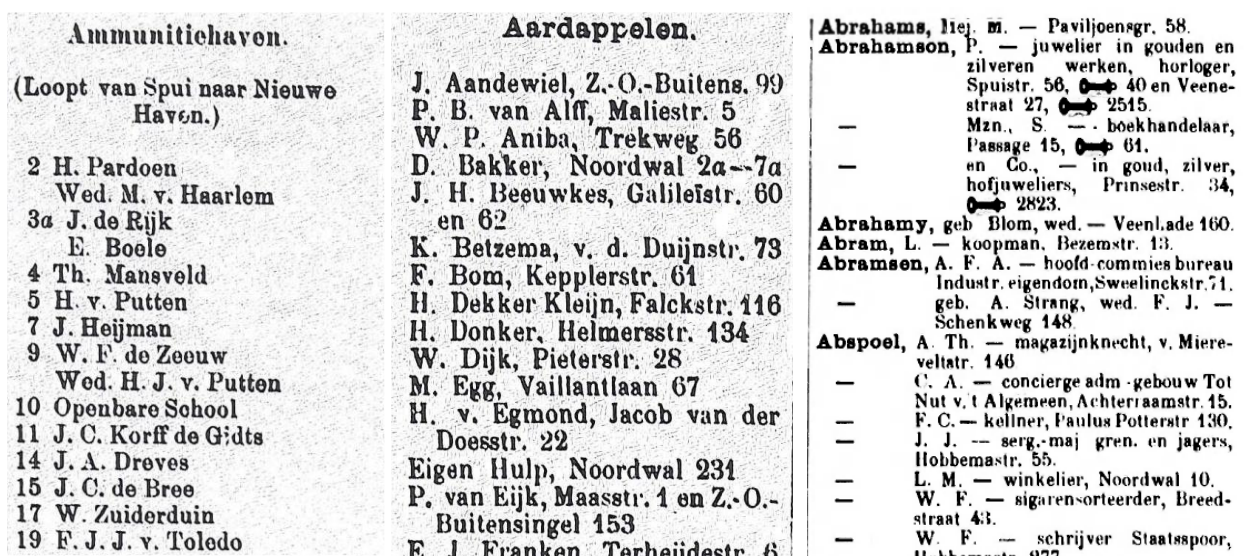 Ammunitiehaven.
(Loopt van Spui naar Nieuwe
Haven.)
2 H. Pardoen
Wed. M. v. Haarlem
3a J. de Rijk
E. Boele
4 Th. Mansveld
5 H. v. Putten
7 J. Heijman
9 W. F. de Zeeuw
Wed. H. J. v. Putten
10 Openbare School
11 J. C. Korff de Gidts
14 J. A. Dreves
15 J. C. de Bree
17 W. Zuiderduin
19 F. J. J. v. Toledo
Aardappelen.
J. Aandewiel, Z.-O.-Buitens. 99
P. B. van Alff, Maliestr. 5
W. P. Aniba, Trekweg 56
D. Bakker, Noordwal 2a—7a
J. H. Beeuwkes, Galileïstr. 60
en 62
K. Betzema, v. d. Duijnstr. 73
F. Bom, Kepplerstr. 61
H. Dekker Kleijn, Falckstr. 116
H. Donker, Helmersstr. 134
W. Dijk, Pieterstr. 28
M. Egg, Vaillantlaan 67
H. v. Egmond, Jacob van der
Doesstr. 22
Eigen Hulp, Noordwal 231
P. van Eijk, Maasstr. 1 en Z.-O.-
Buitensingel 153
E. J. Franken, Terheijdestr. 6
Abrahams, Mej. M. — Paviljoensgr. 58.
Abrahamson, P. — juwelier in gouden en
zilveren werken, horloger,
Spuistr. 56, 40 en Veene-
straat 27, 2515.
— Mzn., S. — boekhandelaar,
Passage 15, 61.
— en Co., — in goud, zilver,
hofjuweliers, Prinsestr. 34,
2823.
Abrahamy, geb Blom, wed. — Veenlade 160.
Abram, L. — koopman, Bezemstr. 13.
Abramsen, A. F. A. — hoofd-commies bureau
Industr. eigendom, Sweelinckstr. 71.
— geb. A. Strang, wed. F. J. —
Schenkweg 148.
Abspoel, A. Th. — magazijnknecht, v. Miere-
veltstr. 146
— C. A. — concierge adm-gebouw Tot
Nut v. 't Algemeen, Achterraamstr. 15.
— F. C. — kellner, Paulus Potterstr 130.
— J. J. — serg.-maj gren. en jagers,
Hobbemastr. 55.
— L. M. — winkelier, Noordwal 10.
— W. F. — sigarensorteerder, Breed-
straat 43.
— W. F. — schrijver Staatsspoor,